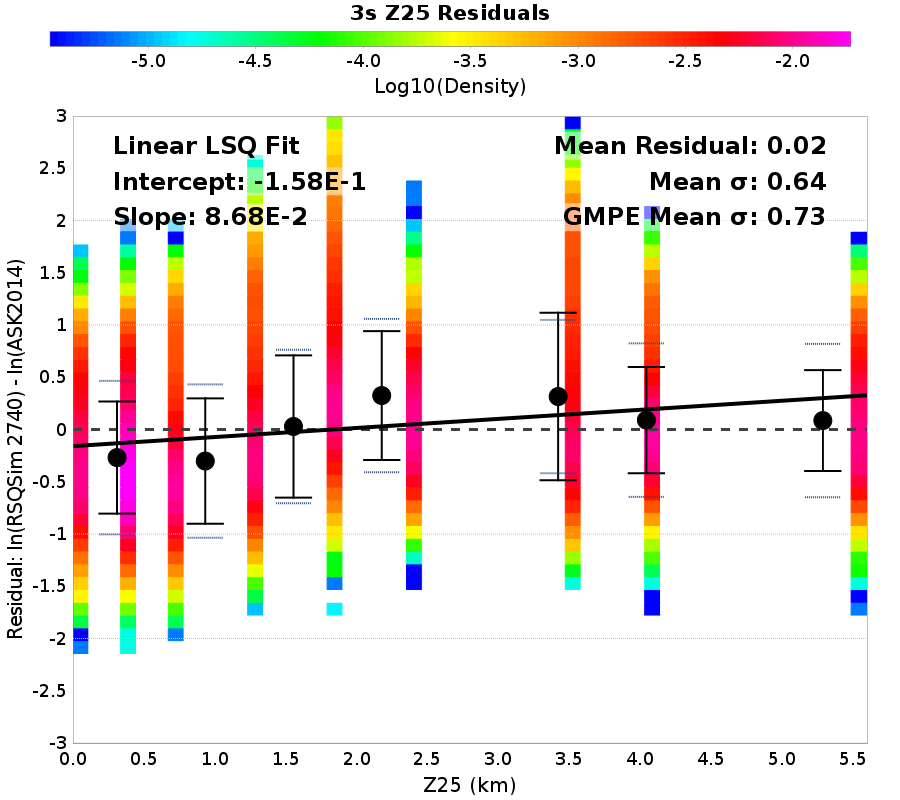 3s Z25 Residuals
-5.0 -4.5 -4.0 -3.5 -3.0 -2.5 -2.0
Log10(Density)
Linear LSQ Fit
Intercept: -1.58E-1
Slope: 8.68E-2
Mean Residual: 0.02
Mean σ: 0.64
GMPE Mean σ: 0.73
Residual: ln(RSQSim 2740) - ln(ASK2014)
3
2.5
2
1.5
1
0.5
0
-0.5
-1
-1.5
-2
-2.5
-3
0.0 0.5 1.0 1.5 2.0 2.5 3.0 3.5 4.0 4.5 5.0 5.5
Z25 (km)